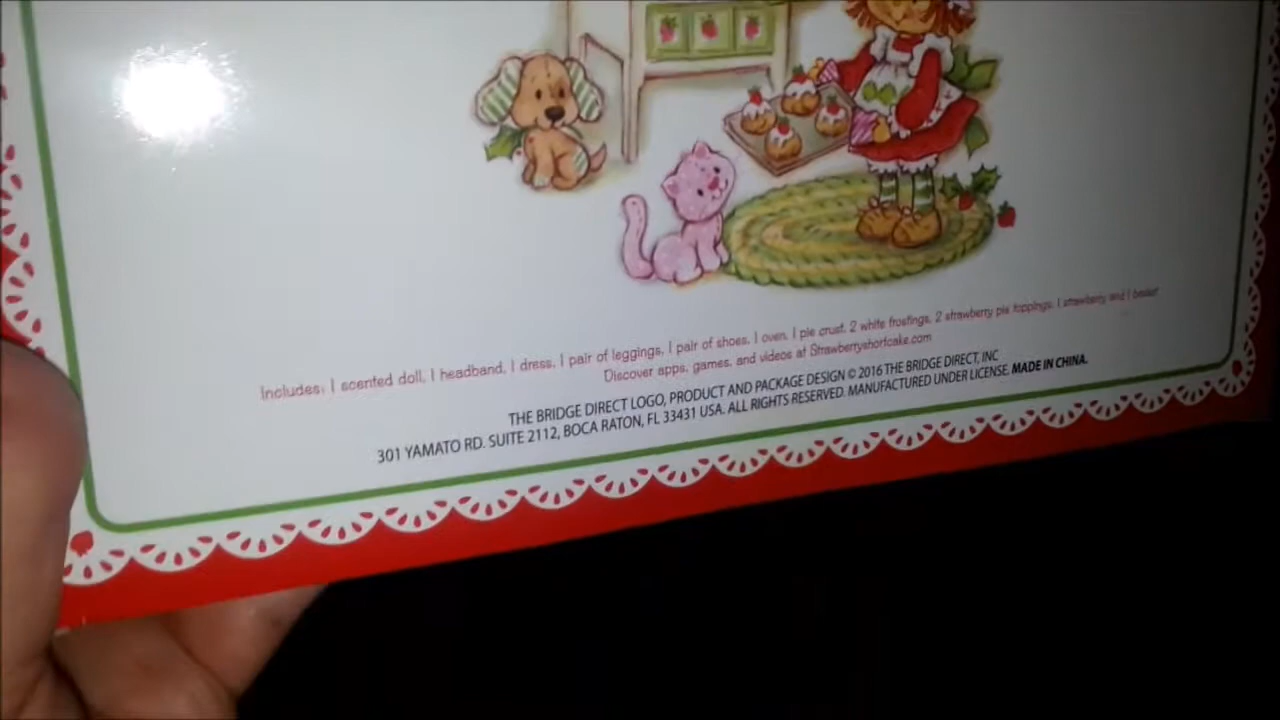 Includes: 1 scented doll, 1 headband, 1 dress, 1 pair of leggings, 1 pair of shoes, 1 oven, 1 pie crust, 2 white frostings, 2 strawberry pie toppings, 1 strawberry and 1 basket
Discover apps, games, and videos at Strawberryshortcake.com
THE BRIDGE DIRECT LOGO, PRODUCT AND PACKAGE DESIGN © 2016 THE BRIDGE DIRECT, INC
301 YAMATO RD. SUITE 2112, BOCA RATON, FL 33431 USA. ALL RIGHTS RESERVED. MANUFACTURED UNDER LICENSE. MADE IN CHINA.